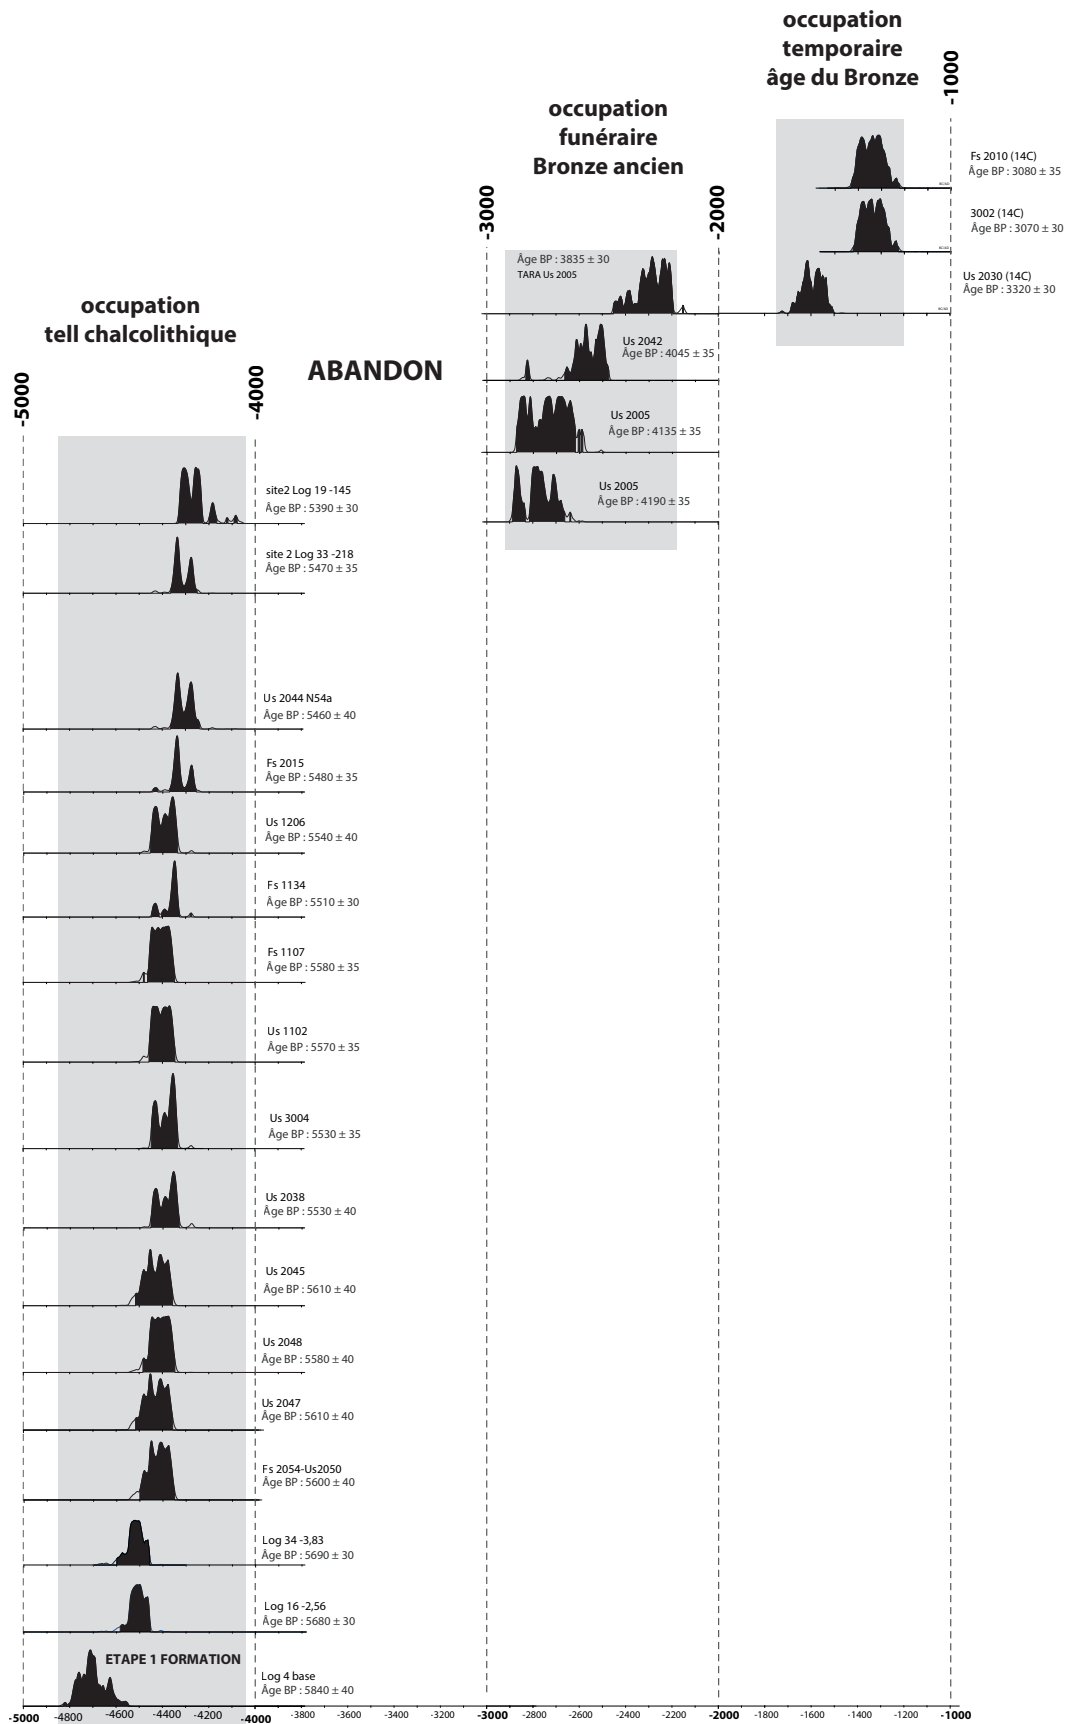 occupation
temporaire
âge du Bronze
-1000
occupation
funéraire
Bronze ancien
-3000
-2000
Fs 2010 (14C)
Âge BP : 3080 ± 35
3002 (14C)
Âge BP : 3070 ± 30
Us 2030 (14C)
Âge BP : 3320 ± 30
Âge BP : 3835 ± 30
TARA Us 2005
Us 2042
Âge BP : 4045 ± 35
Us 2005
Âge BP : 4135 ± 35
Us 2005
Âge BP : 4190 ± 35
occupation
tell chalcolithique
ABANDON
-5000
-4000
site2 Log 19 -145
Âge BP : 5390 ± 30
site 2 Log 33 -218
Âge BP : 5470 ± 35
Us 2044 N54a
Âge BP : 5460 ± 40
Fs 2015
Âge BP : 5480 ± 35
Us 1206
Âge BP : 5540 ± 40
Fs 1134
Âge BP : 5510 ± 30
Fs 1107
Âge BP : 5580 ± 35
Us 1102
Âge BP : 5570 ± 35
Us 3004
Âge BP : 5530 ± 35
Us 2038
Âge BP : 5530 ± 40
Us 2045
Âge BP : 5610 ± 40
Us 2048
Âge BP : 5580 ± 40
Us 2047
Âge BP : 5610 ± 40
Fs 2054-Us2050
Âge BP : 5600 ± 40
Log 34 -3,83
Âge BP : 5690 ± 30
Log 16 -2,56
Âge BP : 5680 ± 30
ETAPE 1 FORMATION
Log 4 base
Âge BP : 5840 ± 40
-5000 -4800 -4600 -4400 -4200 -4000 -3800 -3600 -3400 -3200 -3000 -2800 -2600 -2400 -2200 -2000 -1800 -1600 -1400 -1200 -1000